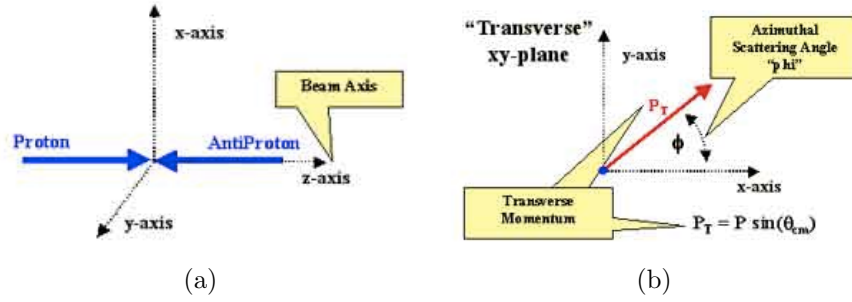 x-axis
Beam Axis
Proton
AntiProton
z-axis
y-axis
(a)
“Transverse”
xy-plane
y-axis
Azimuthal
Scattering Angle
“phi”
P_T
ϕ
x-axis
Transverse
Momentum
P_T = P sin(θ_cm)
(b)